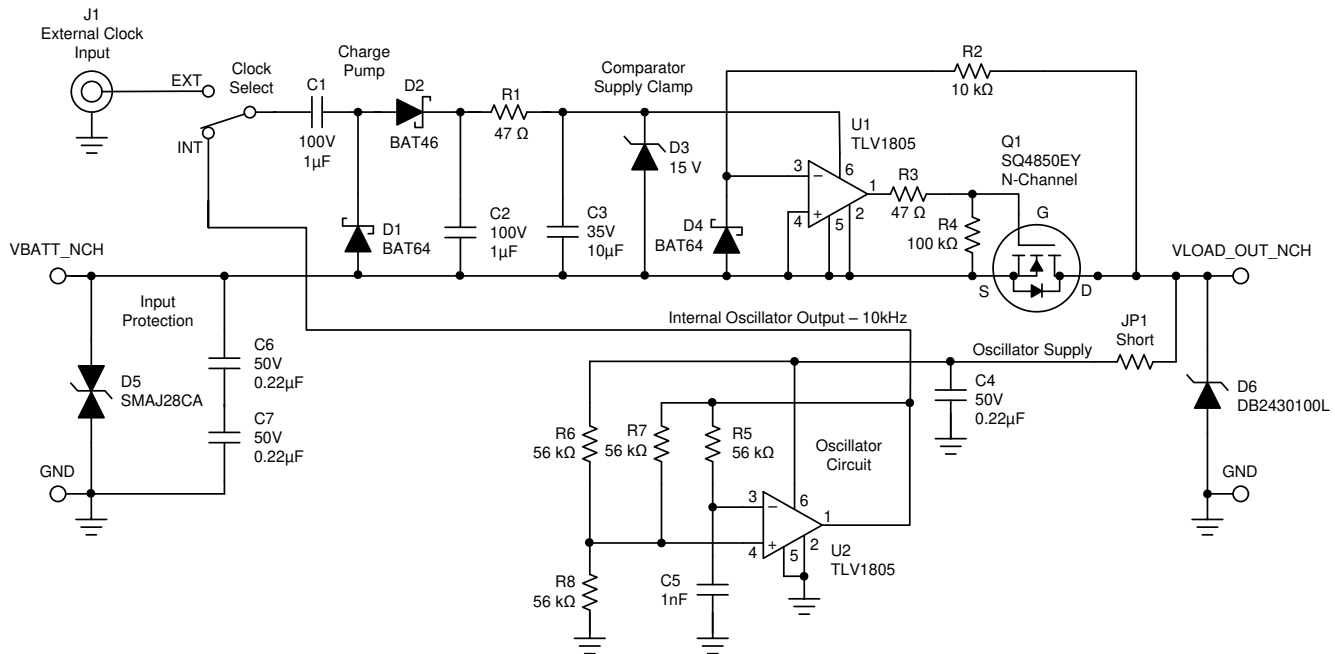 J1
External Clock
Input
EXT
INT
Clock
Select
C1
100V
1µF
Charge
Pump
D2
BAT46
R1
47 Ω
Comparator
Supply Clamp
D3
15 V
D1
BAT64
C2
100V
1µF
C3
35V
10µF
D4
BAT64
R2
10 kΩ
U1
TLV1805
3
–
4
+
6
1
5
2
R3
47 Ω
R4
100 kΩ
Q1
SQ4850EY
N-Channel
G
S
D
VBATT_NCH
VLOAD_OUT_NCH
Input
Protection
D5
SMAJ28CA
C6
50V
0.22µF
C7
50V
0.22µF
GND
Internal Oscillator Output – 10kHz
Oscillator Supply
JP1
Short
C4
50V
0.22µF
D6
DB2430100L
GND
R6
56 kΩ
R7
56 kΩ
R5
56 kΩ
Oscillator
Circuit
3
–
4
+
6
1
5
2
U2
TLV1805
R8
56 kΩ
C5
1nF